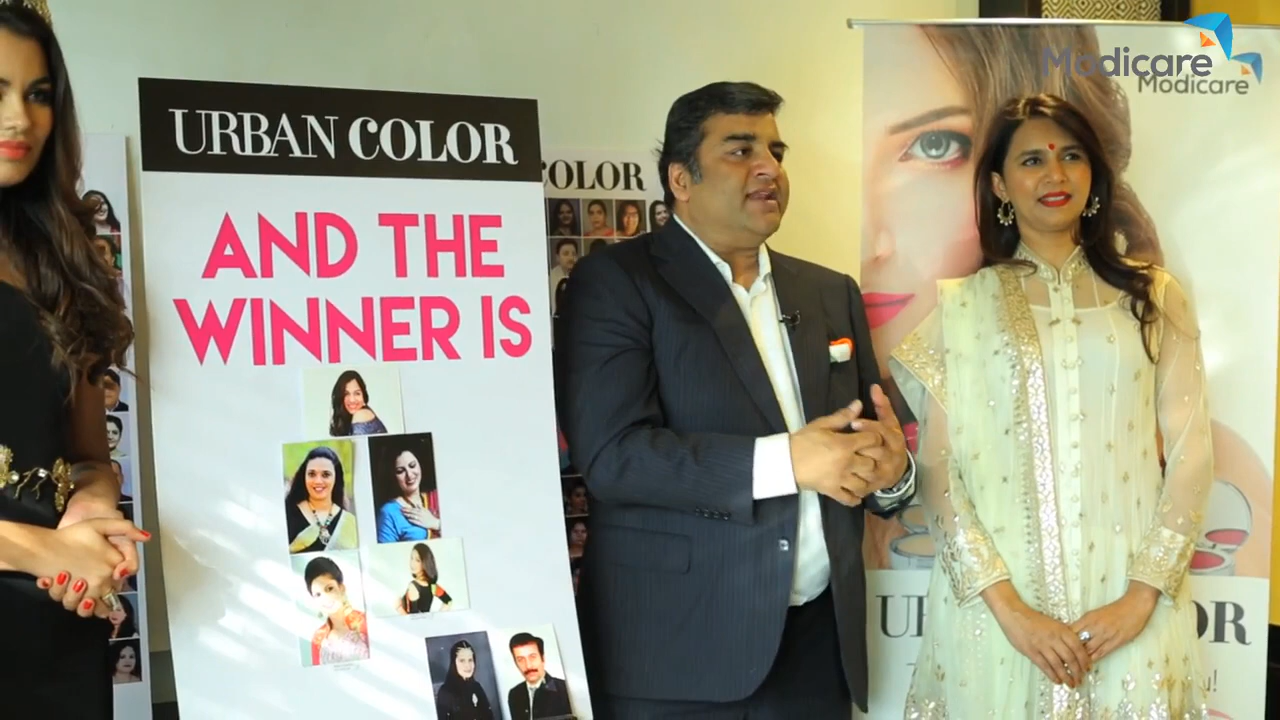 Modicare
Modicare
URBAN COLOR
AND THE
WINNER IS
COLOR
UR
OR
u!